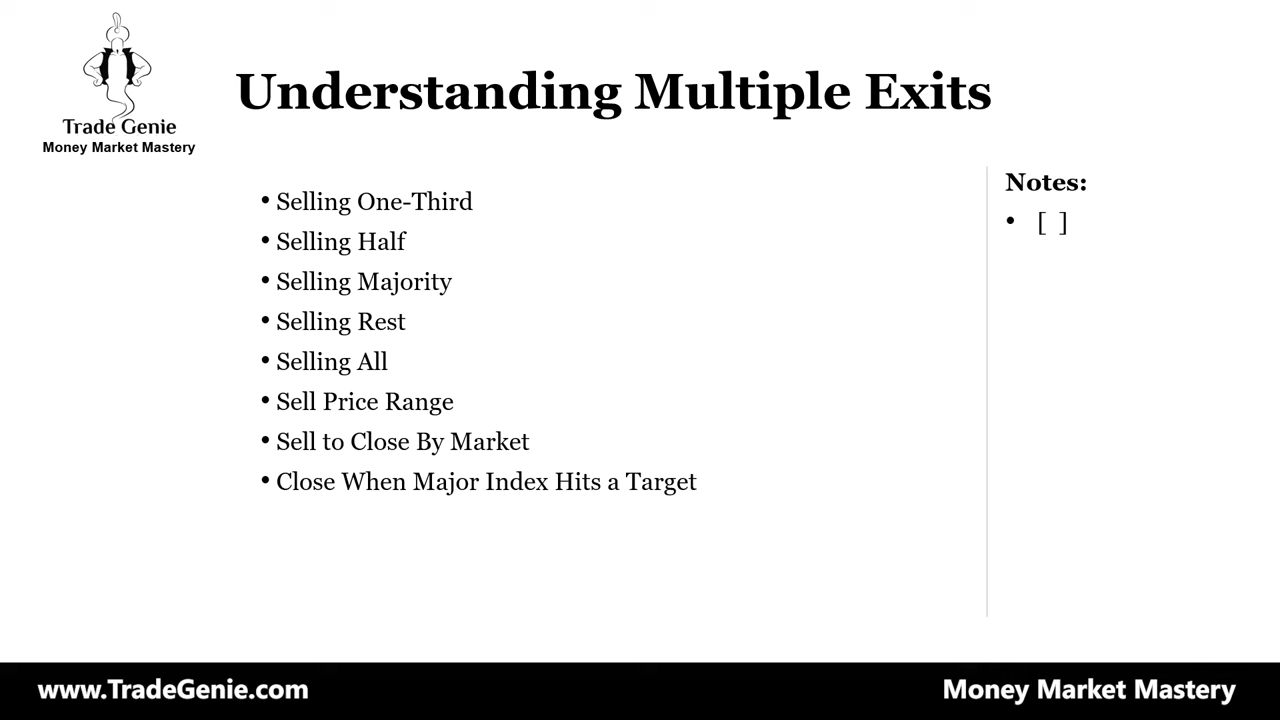 Trade Genie
Money Market Mastery
Understanding Multiple Exits
• Selling One-Third
• Selling Half
• Selling Majority
• Selling Rest
• Selling All
• Sell Price Range
• Sell to Close By Market
• Close When Major Index Hits a Target
Notes:
• [ ]
www.TradeGenie.com
Money Market Mastery